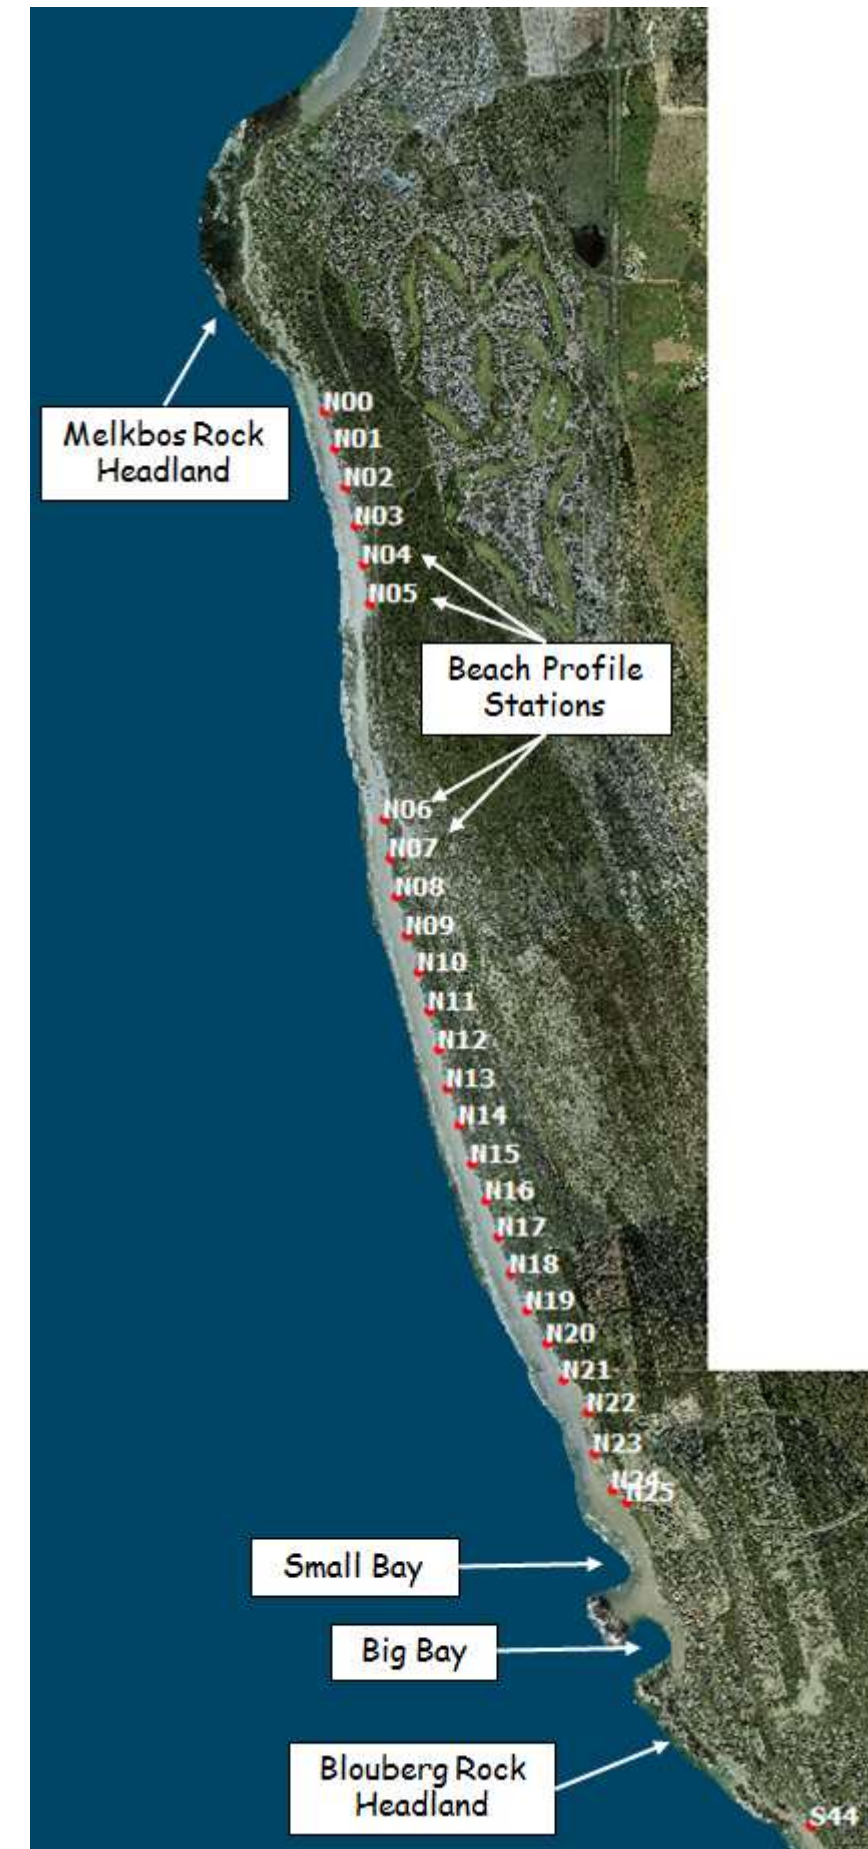 N00
Melkbos Rock
Headland
N01
N02
N03
N04
N05
Beach Profile
Stations
N06
N07
N08
N09
N10
N11
N12
N13
N14
N15
N16
N17
N18
N19
N20
N21
N22
N23
N24
N25
Small Bay
Big Bay
Blouberg Rock
Headland
S44